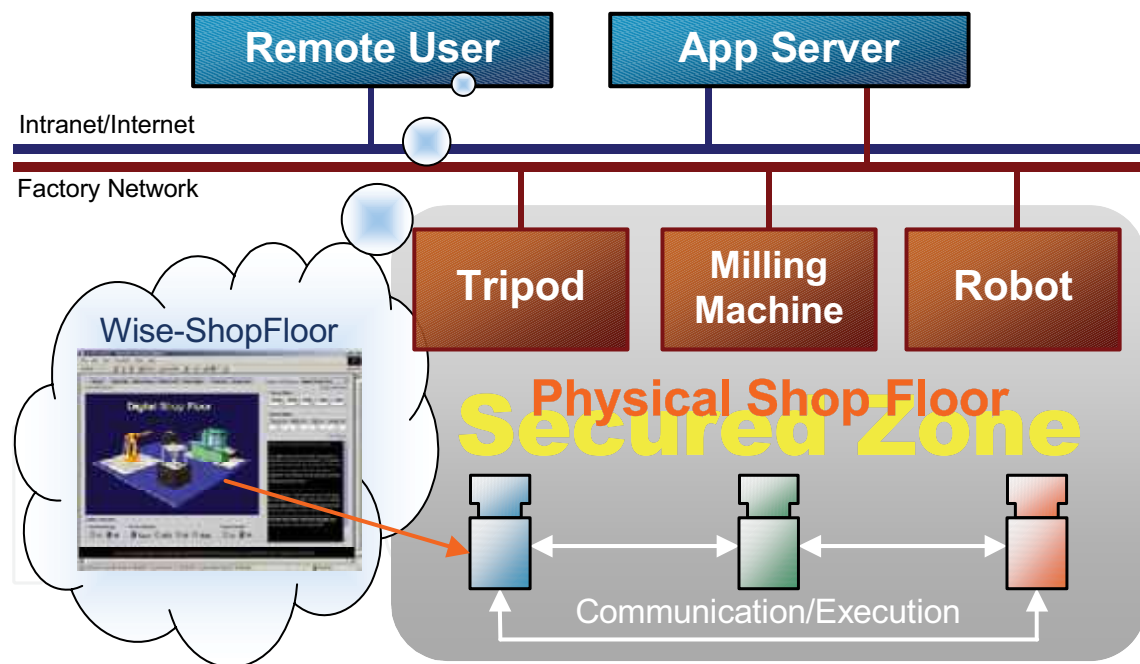 Remote User
App Server
Intranet/Internet
Factory Network
Tripod
Milling
Machine
Robot
Wise-ShopFloor
Digital Shop Floor
Physical Shop Floor
Secured Zone
Communication/Execution